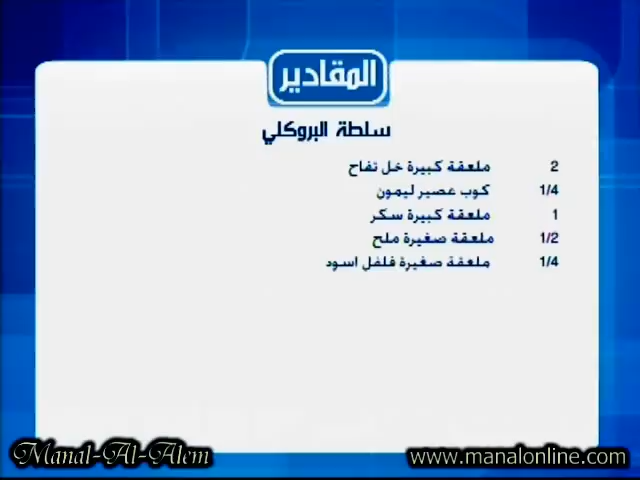 المقادير
سلطة البروكلي
2 ملعقة كبيرة خل تفاح
1/4 كوب عصير ليمون
1 ملعقة كبيرة سكر
1/2 ملعقة صغيرة ملح
1/4 ملعقة صغيرة فلفل اسود
Manal-Al-Alem
www.manalonline.com